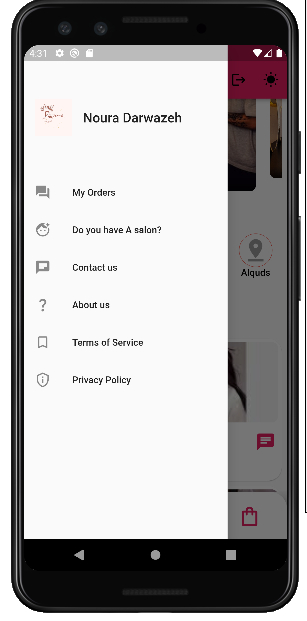 4:31
Noura Darwazeh
My Orders
Do you have A salon?
Contact us
About us
Terms of Service
Privacy Policy
Alquds